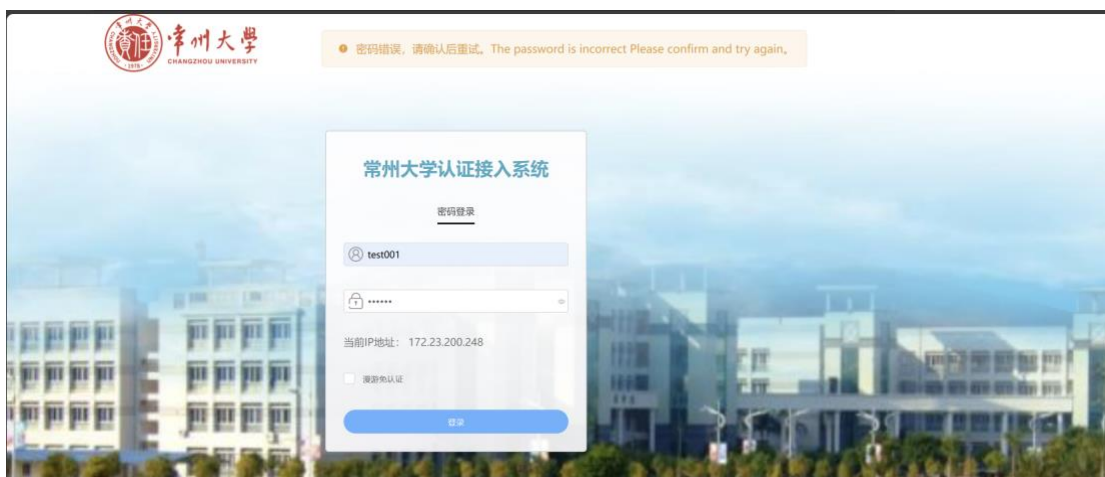 常州大學
CHANGZHOU UNIVERSITY
密码错误，请确认后重试。The password is incorrect Please confirm and try again。
常州大学认证接入系统
密码登录
test001
••••••
当前IP地址： 172.23.200.248
漫游免认证
登录